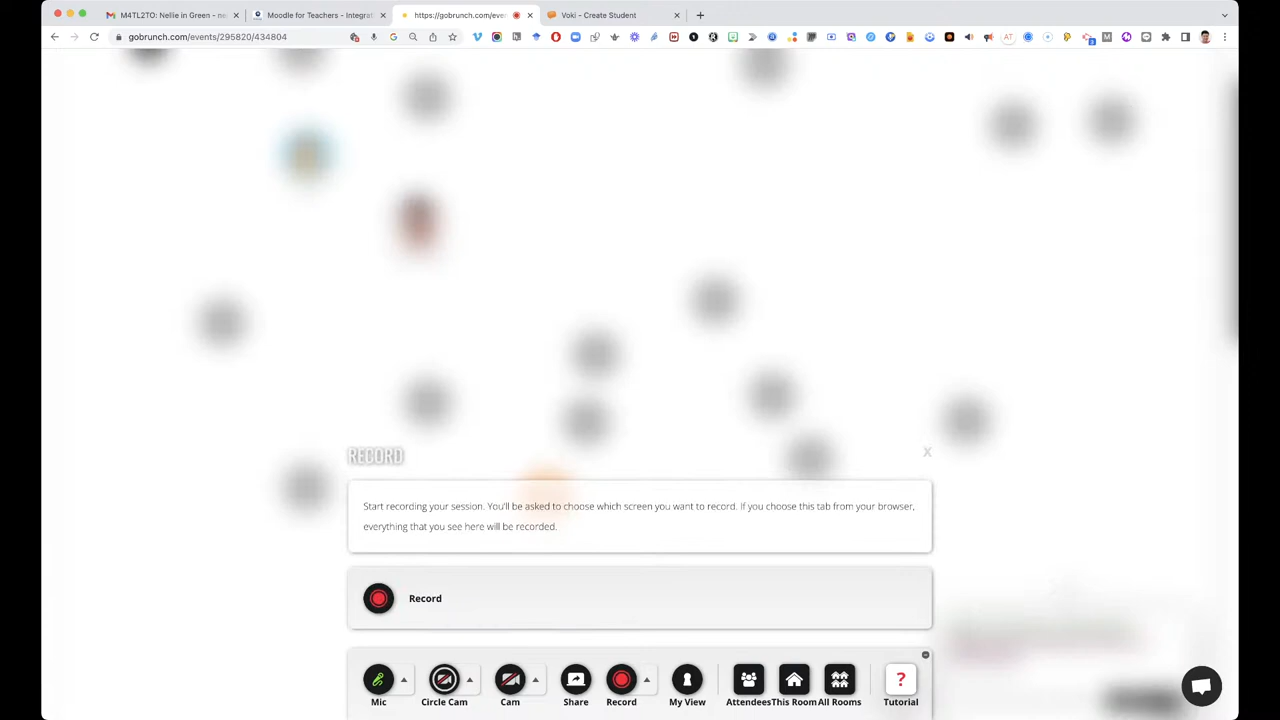 M4TL2TO: Nellie in Green - ne
Moodle for Teachers - Integrati
https://gobrunch.com/eve
Voki - Create Student
gobrunch.com/events/295820/434804
RECORD
X
Start recording your session. You'll be asked to choose which screen you want to record. If you choose this tab from your browser,
everything that you see here will be recorded.
Record
Mic
Circle Cam
Cam
Share
Record
My View
Attendees
This Room
All Rooms
?
Tutorial